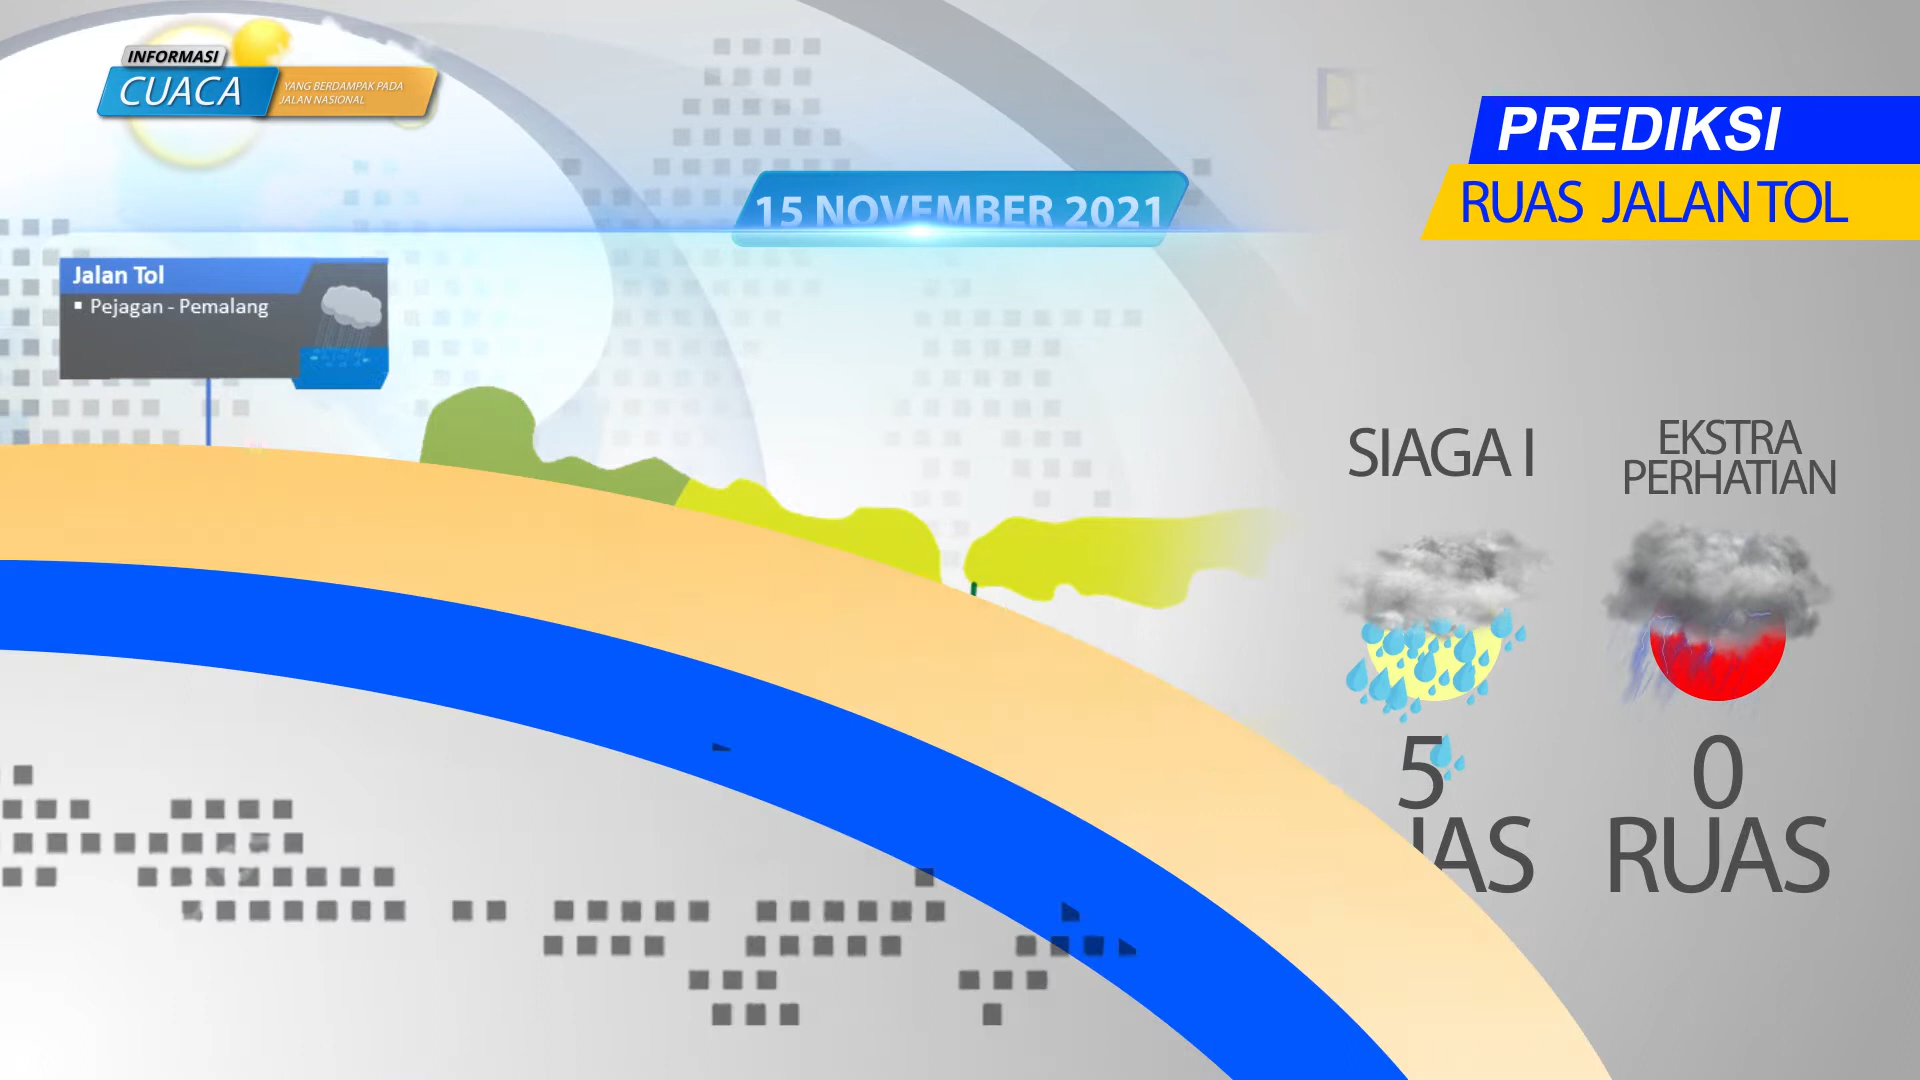 INFORMASI
CUACA
YANG BERDAMPAK PADA
JALAN NASIONAL
15 NOVEMBER 2021
PREDIKSI
RUAS JALAN TOL
Jalan Tol
▪ Pejagan - Pemalang
SIAGA I
EKSTRA
PERHATIAN
5
0
UAS
RUAS